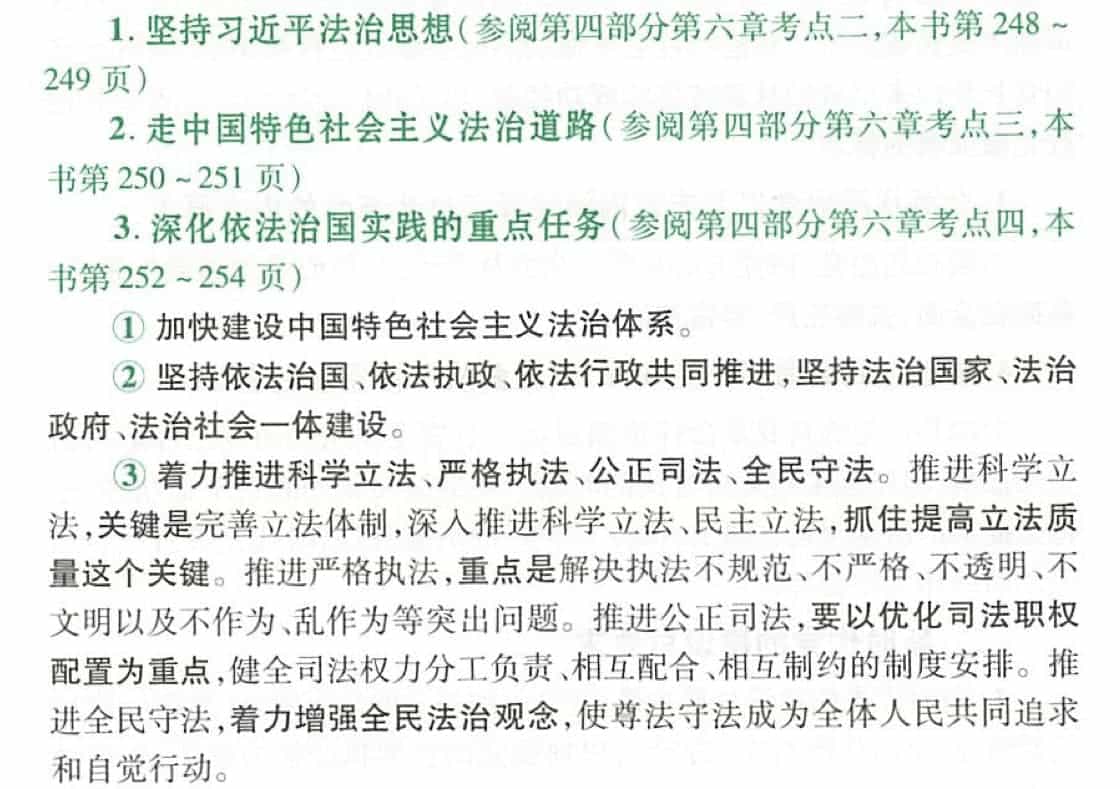 1. 坚持习近平法治思想(参阅第四部分第六章考点二,本书第 248 ~
249 页)
2. 走中国特色社会主义法治道路(参阅第四部分第六章考点三,本
书第 250 ~ 251 页)
3. 深化依法治国实践的重点任务(参阅第四部分第六章考点四,本
书第 252 ~ 254 页)
① 加快建设中国特色社会主义法治体系。
② 坚持依法治国、依法执政、依法行政共同推进,坚持法治国家、法治
政府、法治社会一体建设。
③ 着力推进科学立法、严格执法、公正司法、全民守法。推进科学立
法,关键是完善立法体制,深入推进科学立法、民主立法,抓住提高立法质
量这个关键。推进严格执法,重点是解决执法不规范、不严格、不透明、不
文明以及不作为、乱作为等突出问题。推进公正司法,要以优化司法职权
配置为重点,健全司法权力分工负责、相互配合、相互制约的制度安排。推
进全民守法,着力增强全民法治观念,使尊法守法成为全体人民共同追求
和自觉行动。